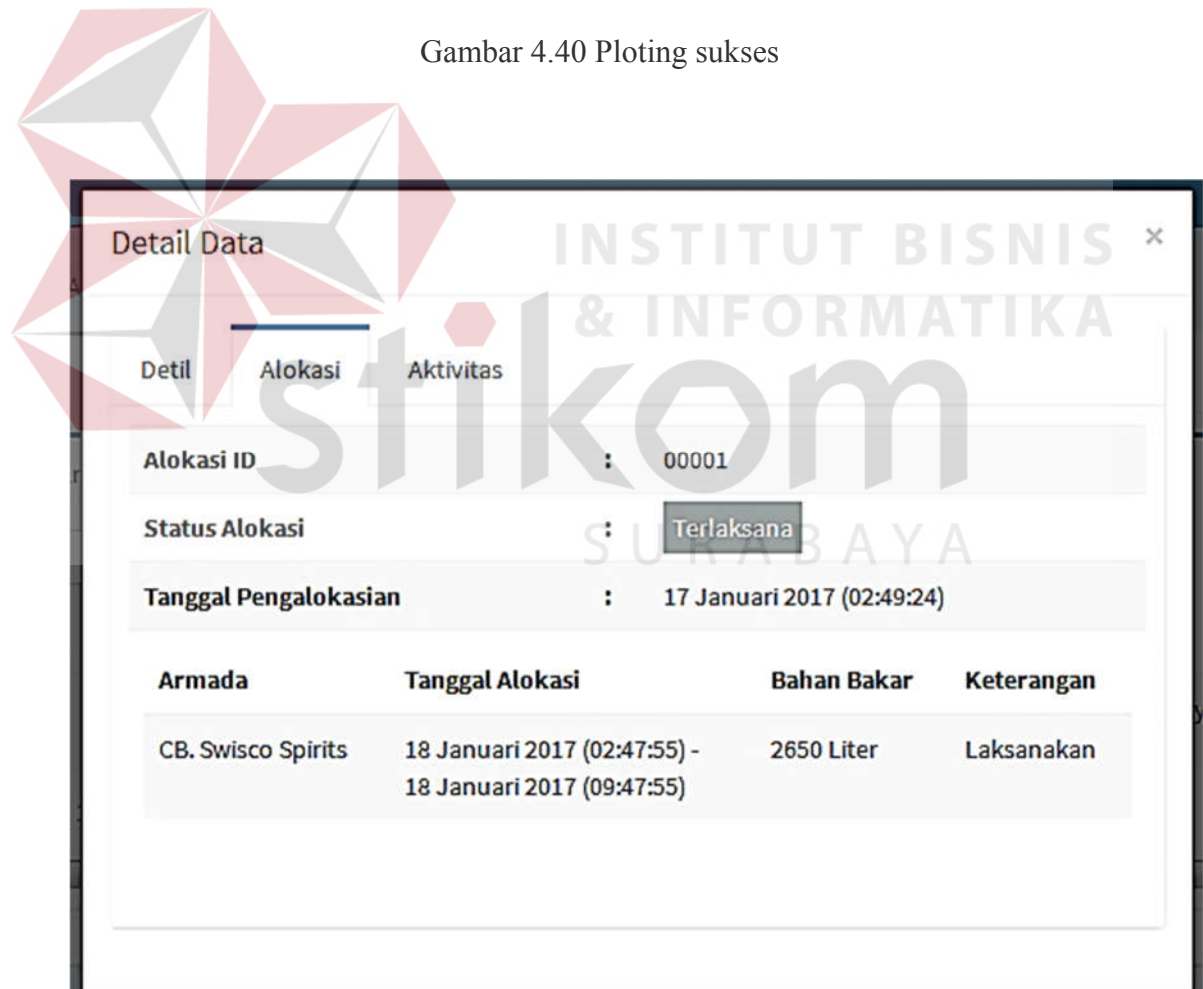 Gambar 4.40 Ploting sukses
INSTITUT BISNIS
& INFORMATIKA
stikom
SURABAYA
Detail Data ×
Detil Alokasi Aktivitas
Alokasi ID : 00001
Status Alokasi : Terlaksana
Tanggal Pengalokasian : 17 Januari 2017 (02:49:24)
Armada Tanggal Alokasi Bahan Bakar Keterangan
CB. Swisco Spirits 18 Januari 2017 (02:47:55) - 2650 Liter Laksanakan
18 Januari 2017 (09:47:55)